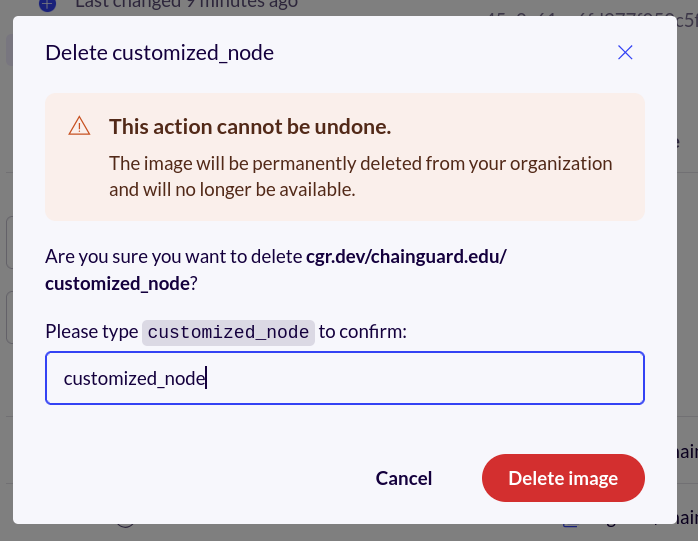 Last changed 9 minutes ago
Delete customized_node
This action cannot be undone.
The image will be permanently deleted from your organization
and will no longer be available.
Are you sure you want to delete cgr.dev/chainguard.edu/
customized_node?
Please type customized_node to confirm:
customized_node
Cancel
Delete image